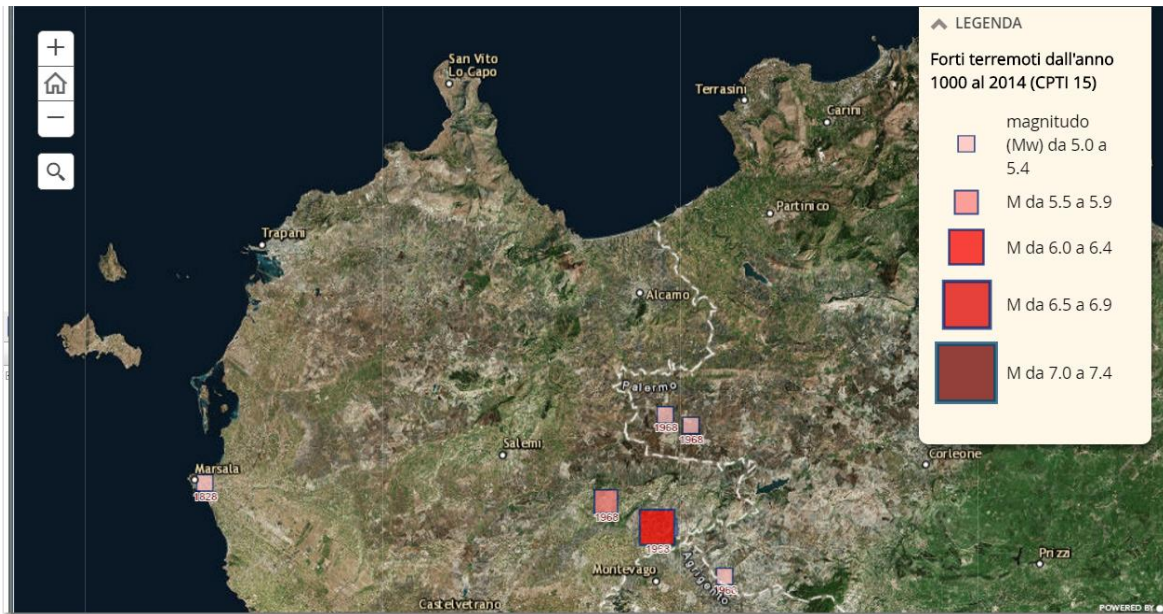 LEGENDA
Forti terremoti dall'anno
1000 al 2014 (CPTI 15)
magnitudo
(Mw) da 5.0 a
5.4
M da 5.5 a 5.9
M da 6.0 a 6.4
M da 6.5 a 6.9
M da 7.0 a 7.4
San Vito
Lo Capo
Terrasini
Carini
Partinico
Trapani
Alcamo
Palermo
1968
1968
Salemi
Corleone
Marsala
1828
1968
Prizzi
Montevago
Agrigento
Castelvetrano
POWERED BY